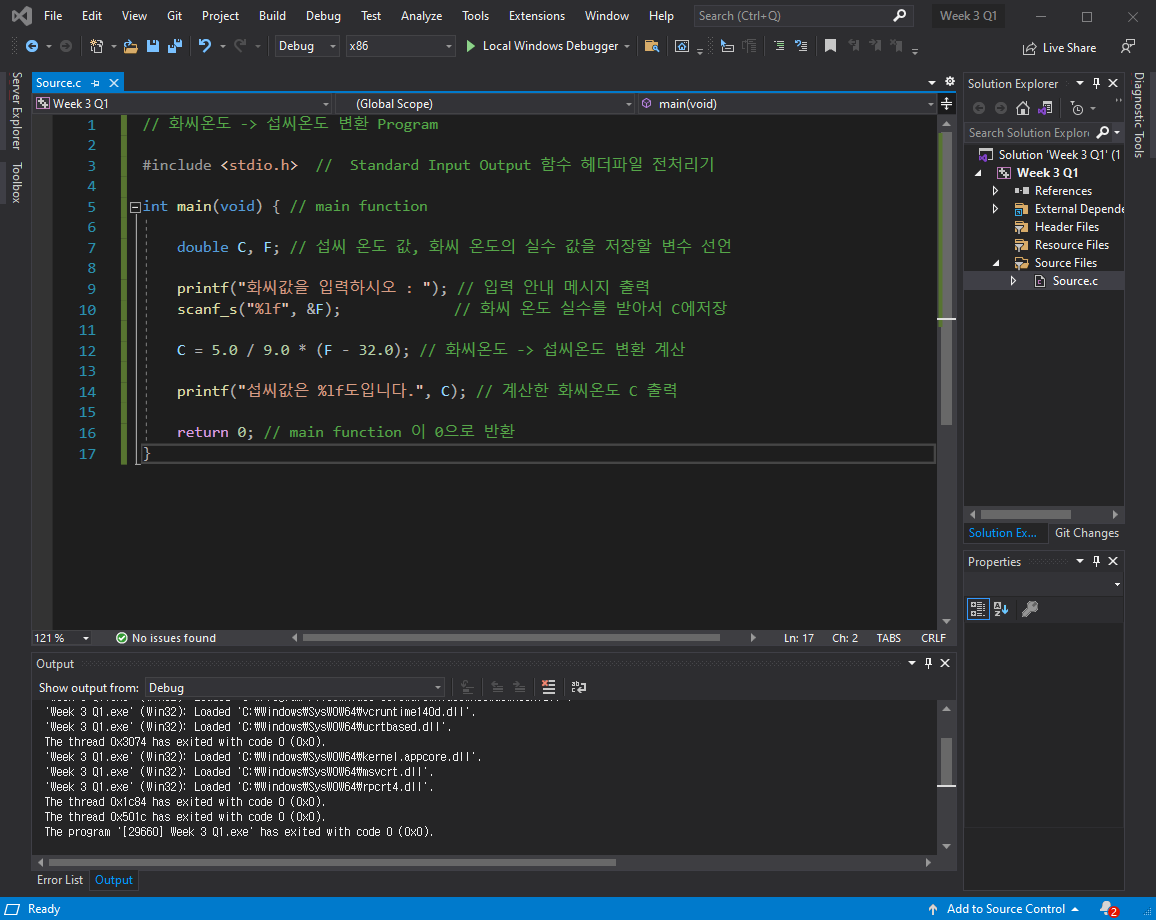 File Edit View Git Project Build Debug Test Analyze Tools Extensions Window Help Search (Ctrl+Q) Week 3 Q1
Debug x86 Local Windows Debugger Live Share
Server Explorer
Toolbox
Source.c
Week 3 Q1 (Global Scope) main(void)
1 // 화씨온도 -> 섭씨온도 변환 Program
2
3 #include <stdio.h> // Standard Input Output 함수 헤더파일 전처리기
4
5 int main(void) { // main function
6
7 double C, F; // 섭씨 온도 값, 화씨 온도의 실수 값을 저장할 변수 선언
8
9 printf("화씨값을 입력하시오 : "); // 입력 안내 메시지 출력
10 scanf_s("%lf", &F); // 화씨 온도 실수를 받아서 C에저장
11
12 C = 5.0 / 9.0 * (F - 32.0); // 화씨온도 -> 섭씨온도 변환 계산
13
14 printf("섭씨값은 %lf도입니다.", C); // 계산한 화씨온도 C 출력
15
16 return 0; // main function 이 0으로 반환
17 }
121 % No issues found Ln: 17 Ch: 2 TABS CRLF
Output
Show output from: Debug
'Week 3 Q1.exe' (Win32): Loaded 'C:₩Windows₩SysWOW64₩vcruntime140d.dll'.
'Week 3 Q1.exe' (Win32): Loaded 'C:₩Windows₩SysWOW64₩ucrtbased.dll'.
The thread 0x3074 has exited with code 0 (0x0).
'Week 3 Q1.exe' (Win32): Loaded 'C:₩Windows₩SysWOW64₩kernel.appcore.dll'.
'Week 3 Q1.exe' (Win32): Loaded 'C:₩Windows₩SysWOW64₩msvcrt.dll'.
'Week 3 Q1.exe' (Win32): Loaded 'C:₩Windows₩SysWOW64₩rpcrt4.dll'.
The thread 0x1c84 has exited with code 0 (0x0).
The thread 0x501c has exited with code 0 (0x0).
The program '[29660] Week 3 Q1.exe' has exited with code 0 (0x0).
Error List Output
Solution Explorer
Search Solution Explor
Solution 'Week 3 Q1' (1
Week 3 Q1
References
External Depende
Header Files
Resource Files
Source Files
Source.c
Solution Ex... Git Changes
Properties
Diagnostic Tools
Ready Add to Source Control 2